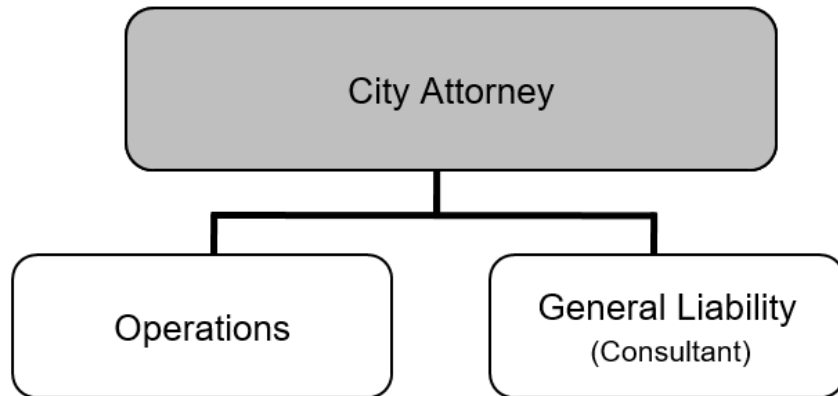 City Attorney
Operations
General Liability
(Consultant)